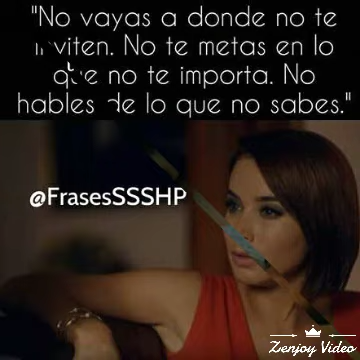 "No vayas a donde no te
inviten. No te metas en lo
que no te importa. No
hables de lo que no sabes."
@FrasesSSSHP
Zenjoy Video